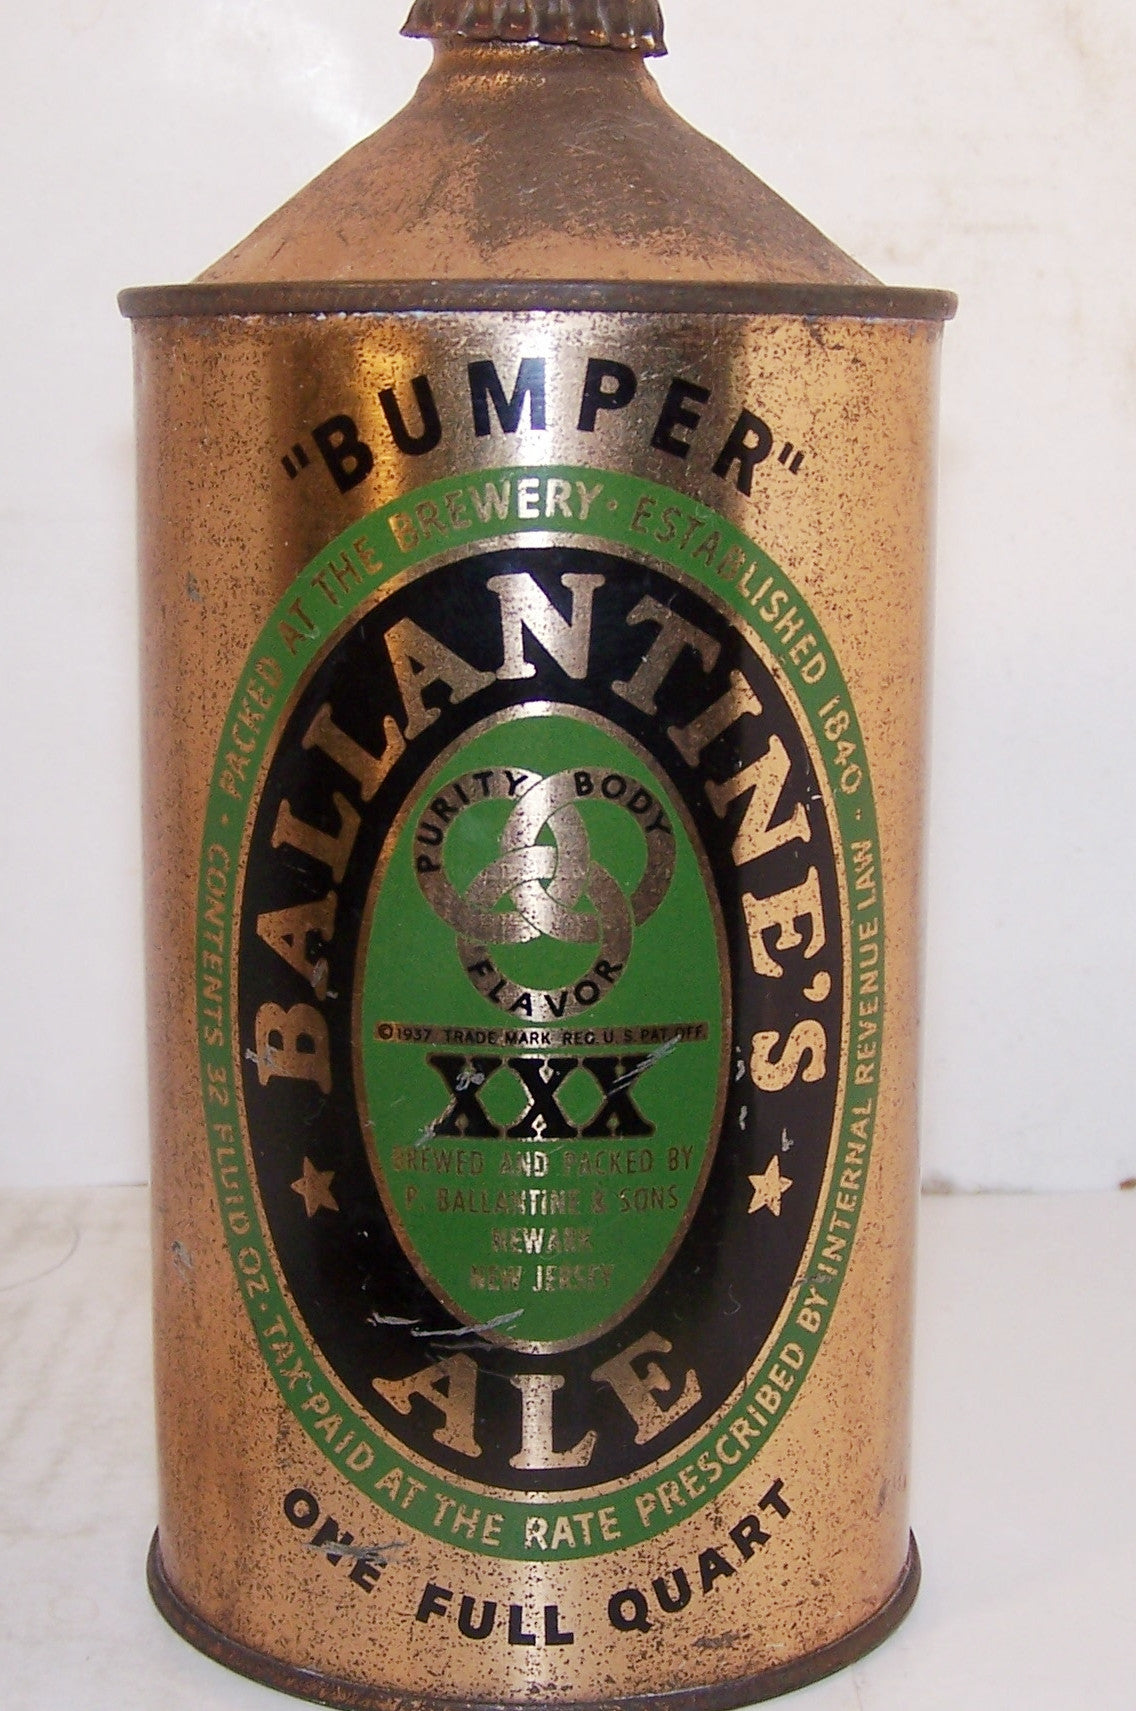 "BUMPER"
PACKED AT THE BREWERY · ESTABLISHED 1840 ·
BALLANTINE'S
PURITY BODY
FLAVOR
©1937 TRADE MARK REG. U.S. PAT. OFF.
XXX
BREWED AND PACKED BY
P. BALLANTINE & SONS
NEWARK
NEW JERSEY
ALE
· CONTENTS 32 FLUID OZ. · TAX-PAID AT THE RATE PRESCRIBED BY INTERNAL REVENUE LAW
ONE FULL QUART